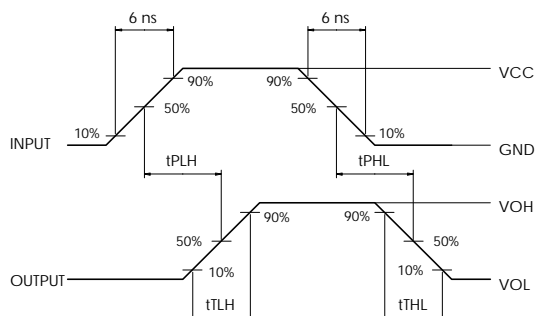 6 ns 6 ns
90% 90% VCC
50% 50%
10% 10%
INPUT GND
tPLH tPHL
VOH
90% 90%
50% 50%
10% 10%
OUTPUT VOL
tTLH tTHL